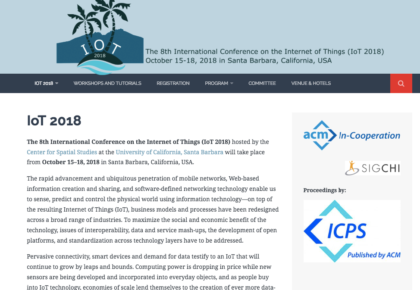 IOT
2018
The 8th International Conference on the Internet of Things (IoT 2018)
October 15-18, 2018 in Santa Barbara, California, USA
IOT 2018 WORKSHOPS AND TUTORIALS REGISTRATION PROGRAM COMMITTEE VENUE & HOTELS
IoT 2018
The 8th International Conference on the Internet of Things (IoT 2018) hosted by the
Center for Spatial Studies at the University of California, Santa Barbara will take place
from October 15–18, 2018 in Santa Barbara, California, USA.
The rapid advancement and ubiquitous penetration of mobile networks, Web-based
information creation and sharing, and software-defined networking technology enable us
to sense, predict and control the physical world using information technology—on top of
the resulting Internet of Things (IoT), business models and processes have been redesigned
across a broad range of industries. To maximize the social and economic benefit of the
technology, issues of interoperability, data and service mash-ups, the development of open
platforms, and standardization across technology layers have to be addressed.
Pervasive connectivity, smart devices and demand for data testify to an IoT that will
continue to grow by leaps and bounds. Computing power is dropping in price while new
sensors are being developed and incorporated into everyday objects, and as people buy
into IoT technology, economies of scale lend themselves to the creation of ever more data-
acm In-Cooperation
SIGCHI
Proceedings by:
ICPS
Published by ACM